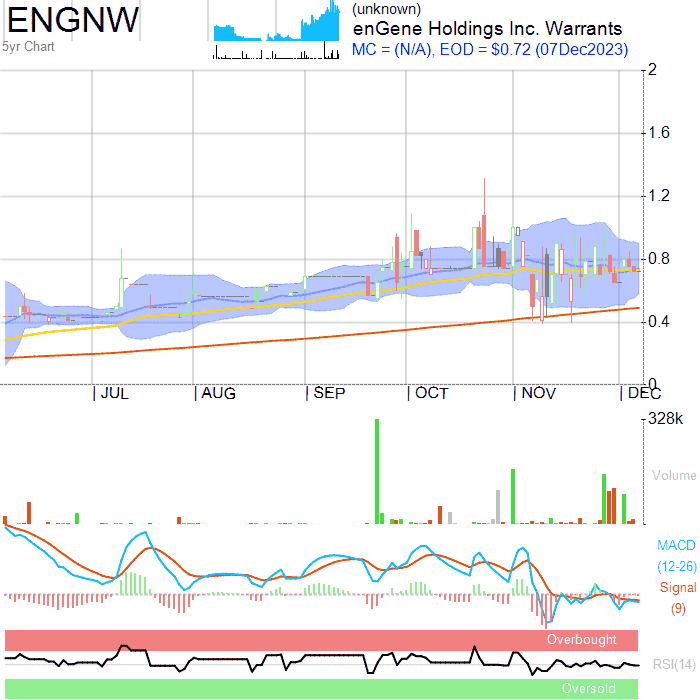 ENGNW
5yr Chart
(unknown)
enGene Holdings Inc. Warrants
MC = (N/A), EOD = $0.72 (07Dec2023)
2
1.6
1.2
0.8
0.4
0
JUL AUG SEP OCT NOV DEC
328k
Volume
MACD
(12-26)
Signal
(9)
Overbought
RSI(14)
Oversold